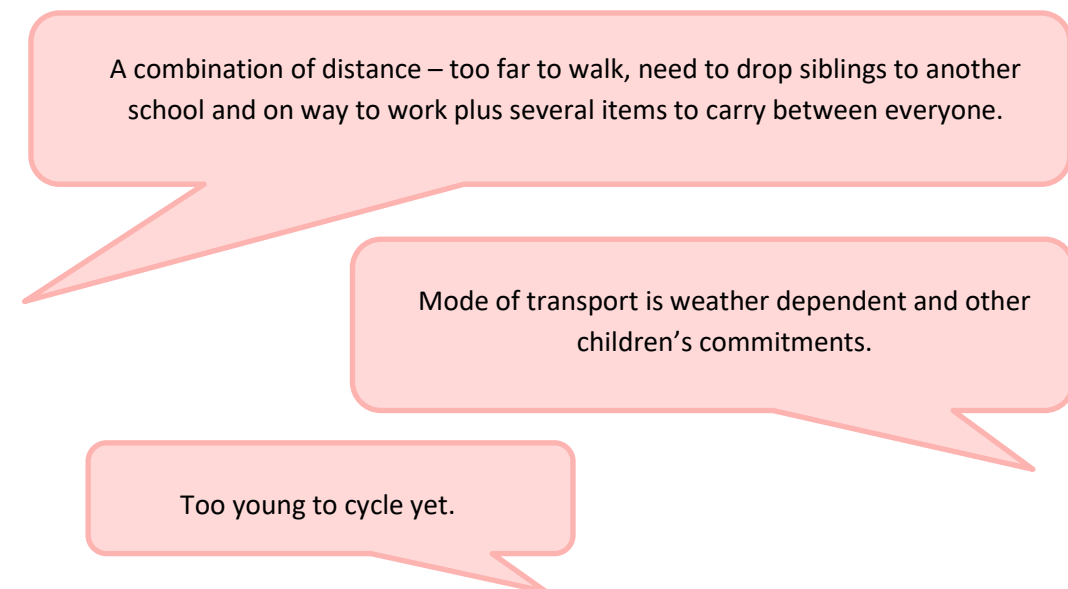 A combination of distance – too far to walk, need to drop siblings to another
school and on way to work plus several items to carry between everyone.
Mode of transport is weather dependent and other
children’s commitments.
Too young to cycle yet.